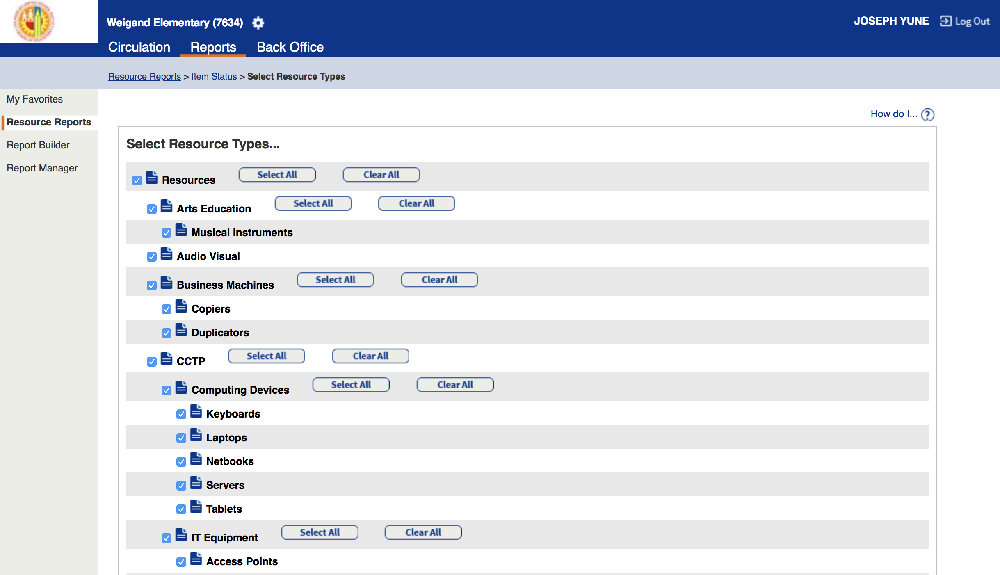 Weigand Elementary (7634)
JOSEPH YUNE Log Out
Circulation Reports Back Office
Resource Reports > Item Status > Select Resource Types
My Favorites
Resource Reports
Report Builder
Report Manager
How do I... ?
Select Resource Types...
Resources Select All Clear All
Arts Education Select All Clear All
Musical Instruments
Audio Visual
Business Machines Select All Clear All
Copiers
Duplicators
CCTP Select All Clear All
Computing Devices Select All Clear All
Keyboards
Laptops
Netbooks
Servers
Tablets
IT Equipment Select All Clear All
Access Points